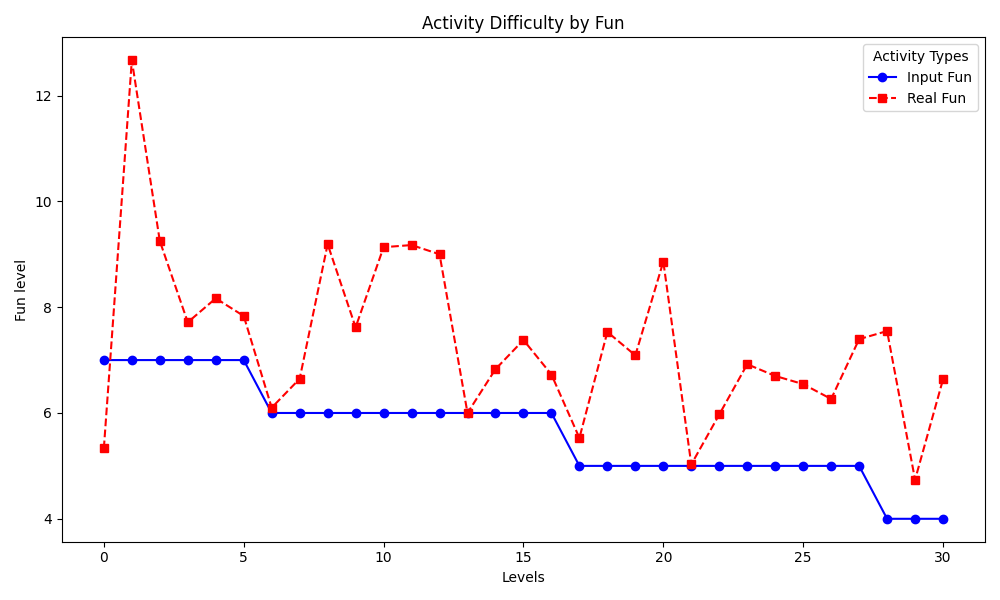 Activity Difficulty by Fun
Activity Types
Input Fun
Real Fun
Fun level
12
10
8
6
4
0 5 10 15 20 25 30
Levels